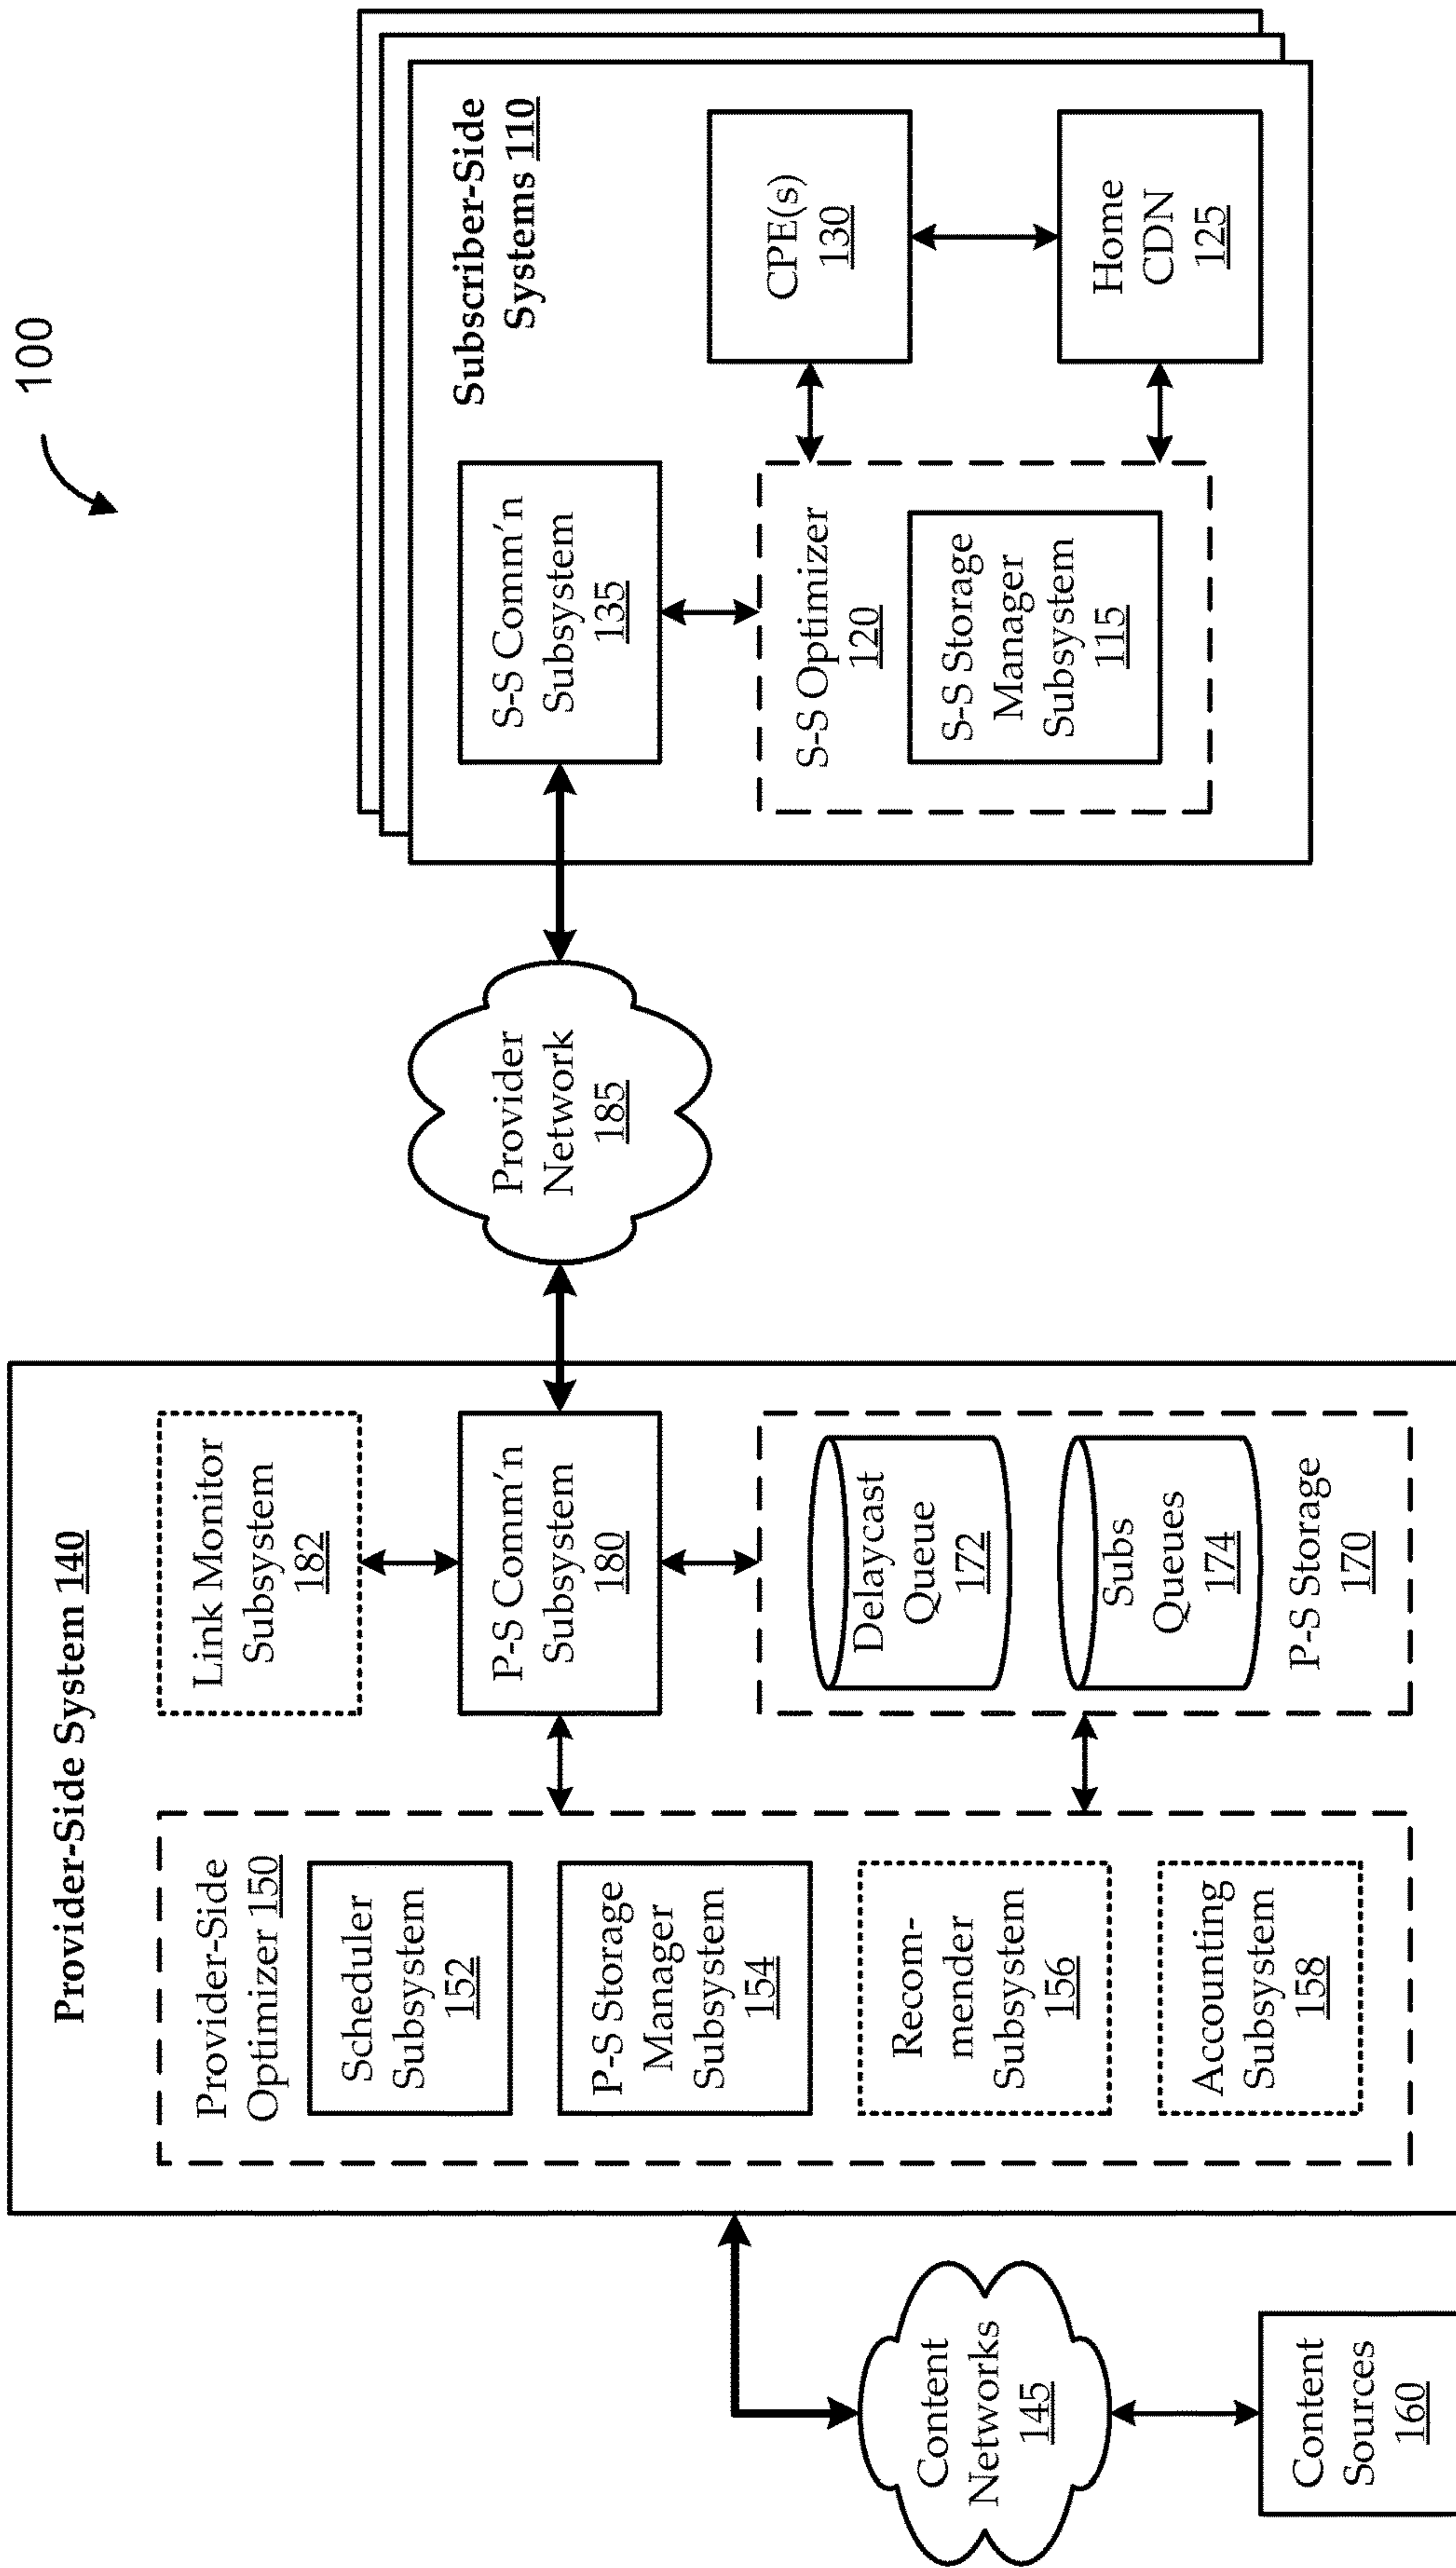 100
Provider-Side System 140
Provider-Side
Optimizer 150
Scheduler
Subsystem
152
P-S Storage
Manager
Subsystem
154
Recom-
mender
Subsystem
156
Accounting
Subsystem
158
Link Monitor
Subsystem
182
P-S Comm´n
Subsystem
180
Delaycast
Queue
172
Subs
Queues
174
P-S Storage
170
Content
Networks
145
Content
Sources
160
Provider
Network
185
Subscriber-Side
Systems 110
S-S Comm´n
Subsystem
135
S-S Optimizer
120
S-S Storage
Manager
Subsystem
115
CPE(s)
130
Home
CDN
125